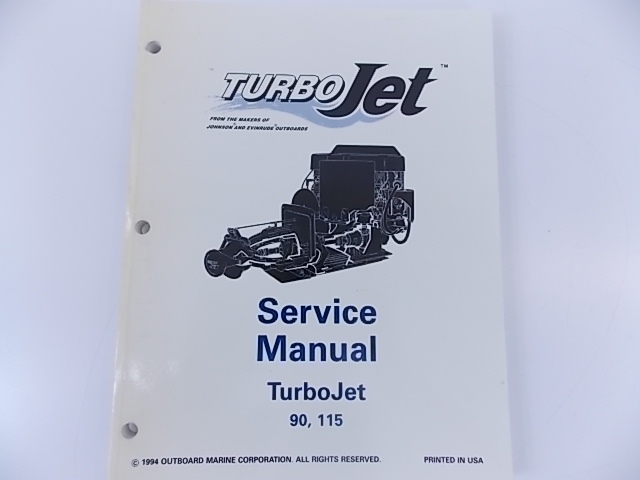 TURBOJet™
FROM THE MAKERS OF
JOHNSON AND EVINRUDE OUTBOARDS
Service
Manual
TurboJet
90, 115
© 1994 OUTBOARD MARINE CORPORATION. ALL RIGHTS RESERVED. PRINTED IN USA